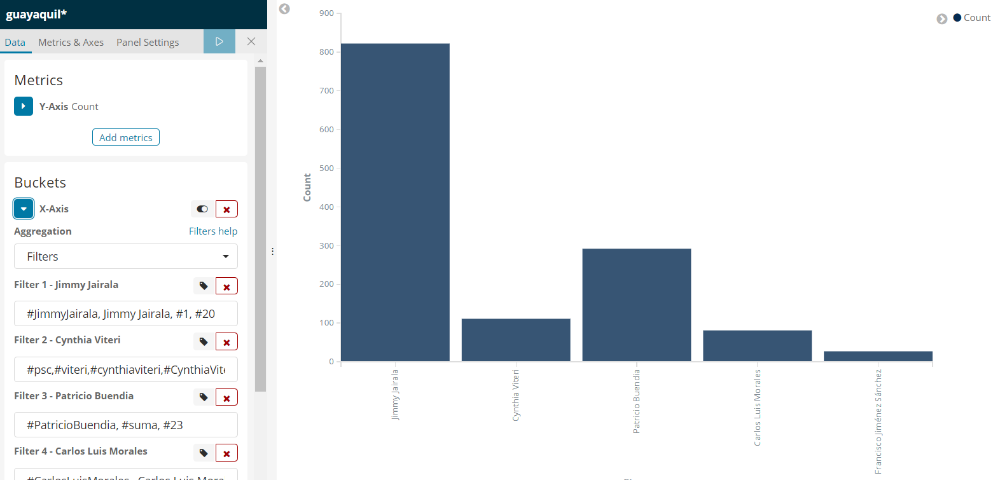 guayaquil*
Data Metrics & Axes Panel Settings
Metrics
Y-Axis Count
Add metrics
Buckets
X-Axis
Aggregation Filters help
Filters
Filter 1 - Jimmy Jairala
#JimmyJairala, Jimmy Jairala, #1, #20
Filter 2 - Cynthia Viteri
#psc,#viteri,#cynthiaviteri,#CynthiaVite
Filter 3 - Patricio Buendia
#PatricioBuendia, #suma, #23
Filter 4 - Carlos Luis Morales
Count
900
800
700
600
500
400
300
200
100
0
Count
Jimmy Jairala
Cynthia Viteri
Patricio Buendia
Carlos Luis Morales
Francisco Jiménez Sánchez